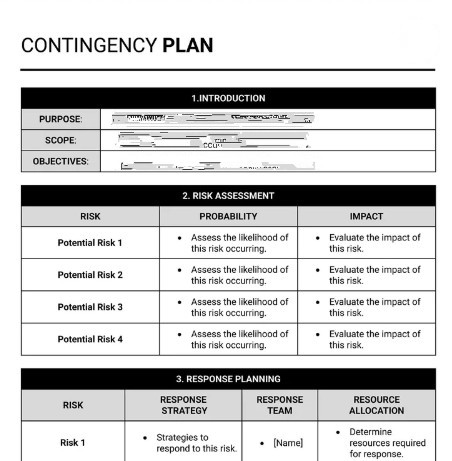 CONTINGENCY PLAN
1.INTRODUCTION
PURPOSE:
SCOPE:
OBJECTIVES:
2. RISK ASSESSMENT
RISK PROBABILITY IMPACT
Potential Risk 1 • Assess the likelihood of • Evaluate the impact of
this risk occurring. this risk.
Potential Risk 2 • Assess the likelihood of • Evaluate the impact of
this risk occurring. this risk.
Potential Risk 3 • Assess the likelihood of • Evaluate the impact of
this risk occurring. this risk.
Potential Risk 4 • Assess the likelihood of • Evaluate the impact of
this risk occurring. this risk.
3. RESPONSE PLANNING
RISK RESPONSE RESPONSE RESOURCE
STRATEGY TEAM ALLOCATION
Risk 1 • Strategies to • [Name] • Determine
respond to this risk. resources required
for response.